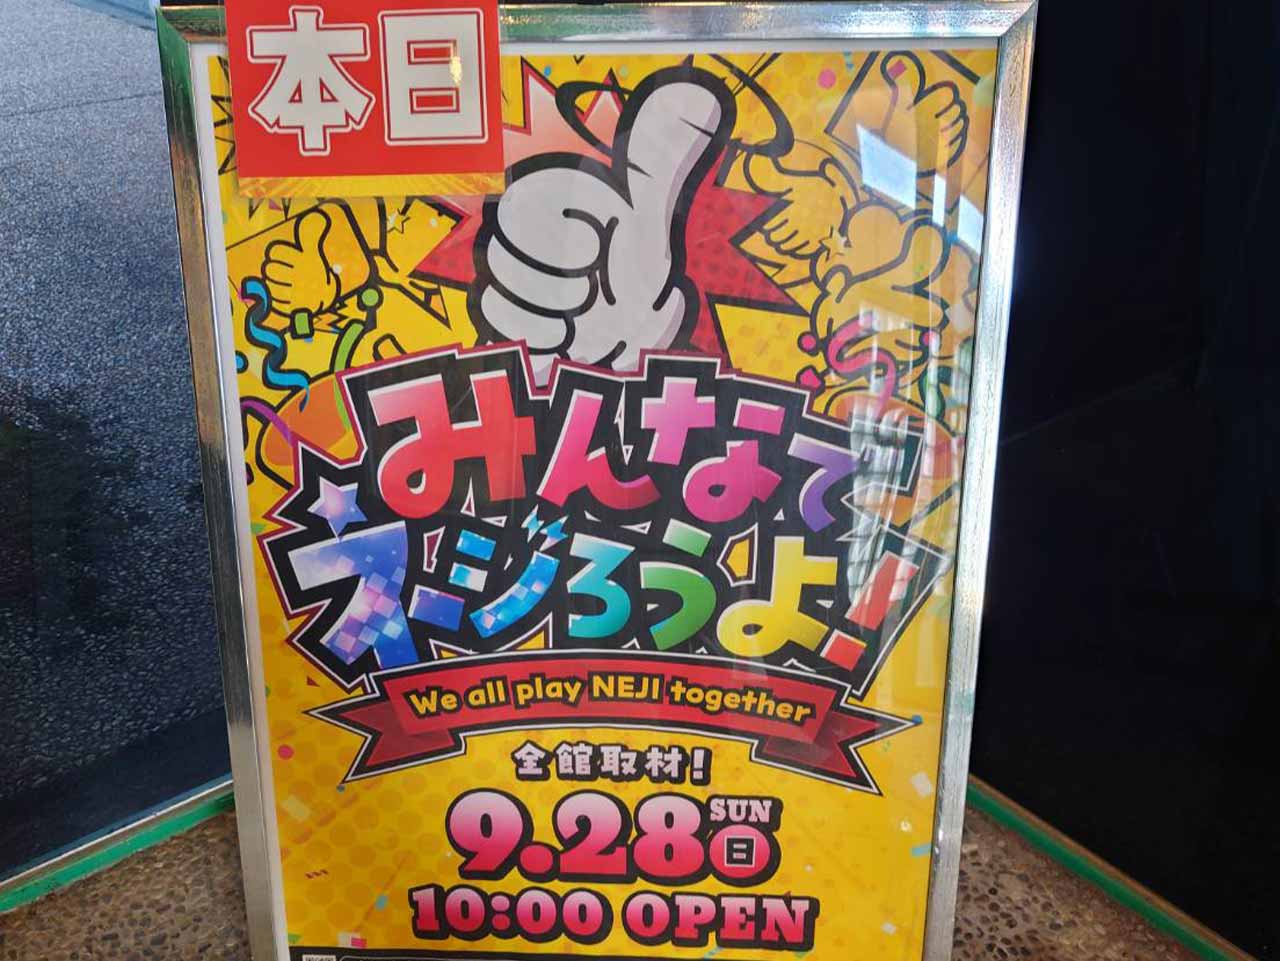 本日
みんなで
ネジろうよ!
We all play NEJI together
全館取材!
9.28 SUN 日
10:00 OPEN